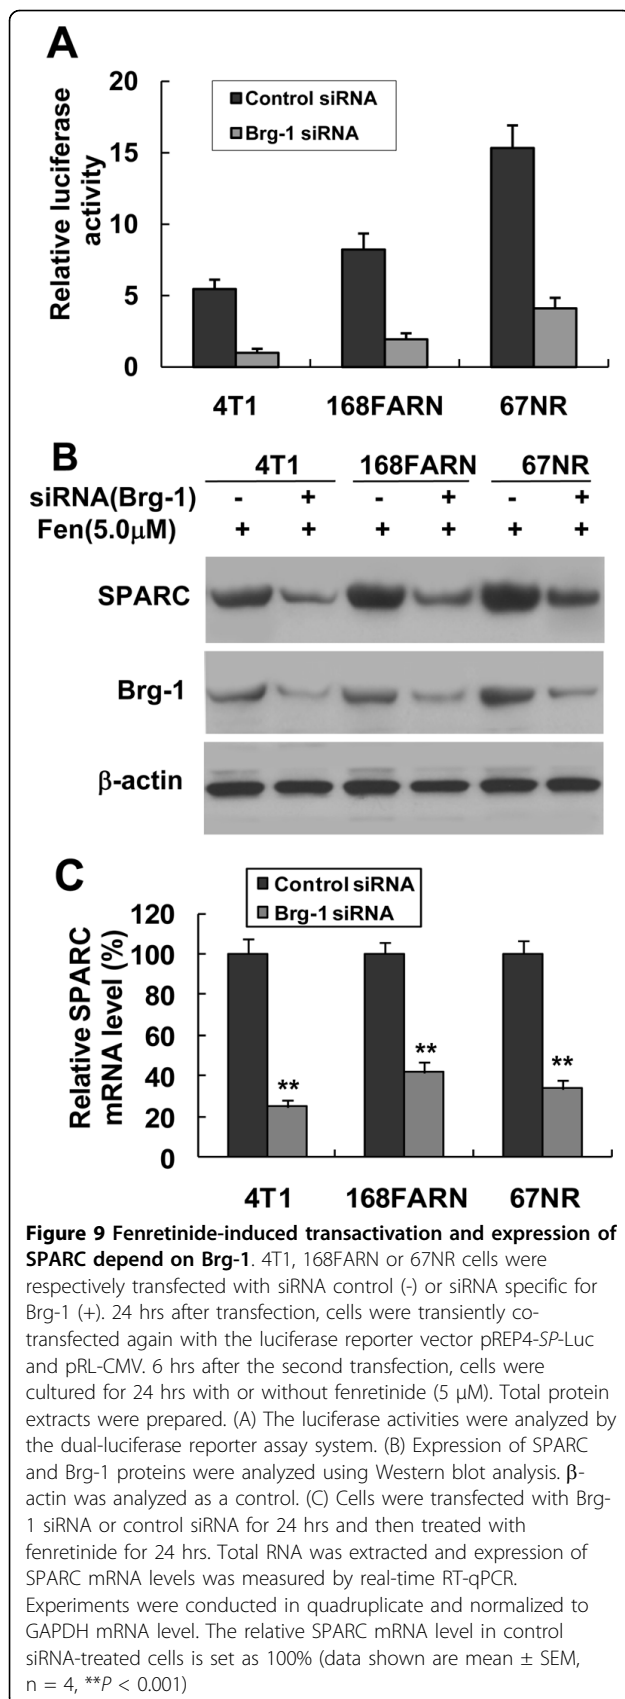 A
Relative luciferase
activity
20
15
10
5
0
Control siRNA
Brg-1 siRNA
4T1 168FARN 67NR
B
4T1 168FARN 67NR
siRNA(Brg-1) - + - + - +
Fen(5.0μM) + + + + + +
SPARC
Brg-1
β-actin
C
Relative SPARC
mRNA level (%)
120
100
80
60
40
20
0
Control siRNA
Brg-1 siRNA
** ** **
4T1 168FARN 67NR
Figure 9 Fenretinide-induced transactivation and expression of
SPARC depend on Brg-1. 4T1, 168FARN or 67NR cells were
respectively transfected with siRNA control (-) or siRNA specific for
Brg-1 (+). 24 hrs after transfection, cells were transiently co-
transfected again with the luciferase reporter vector pREP4-SP-Luc
and pRL-CMV. 6 hrs after the second transfection, cells were
cultured for 24 hrs with or without fenretinide (5 μM). Total protein
extracts were prepared. (A) The luciferase activities were analyzed by
the dual-luciferase reporter assay system. (B) Expression of SPARC
and Brg-1 proteins were analyzed using Western blot analysis. β-
actin was analyzed as a control. (C) Cells were transfected with Brg-
1 siRNA or control siRNA for 24 hrs and then treated with
fenretinide for 24 hrs. Total RNA was extracted and expression of
SPARC mRNA levels was measured by real-time RT-qPCR.
Experiments were conducted in quadruplicate and normalized to
GAPDH mRNA level. The relative SPARC mRNA level in control
siRNA-treated cells is set as 100% (data shown are mean ± SEM,
n = 4, **P < 0.001)